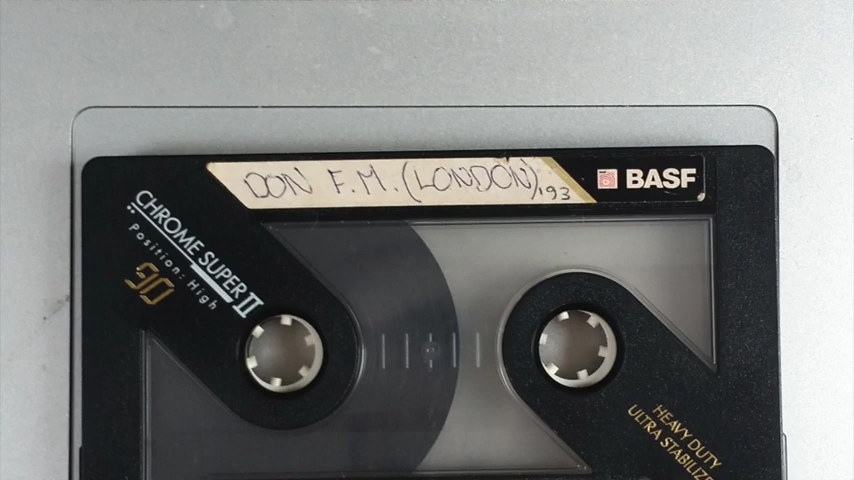 DON F.M. (LONDON) '93
BASF
CHROME SUPER II
Position: High
90
HEAVY DUTY
ULTRA STABILIZE